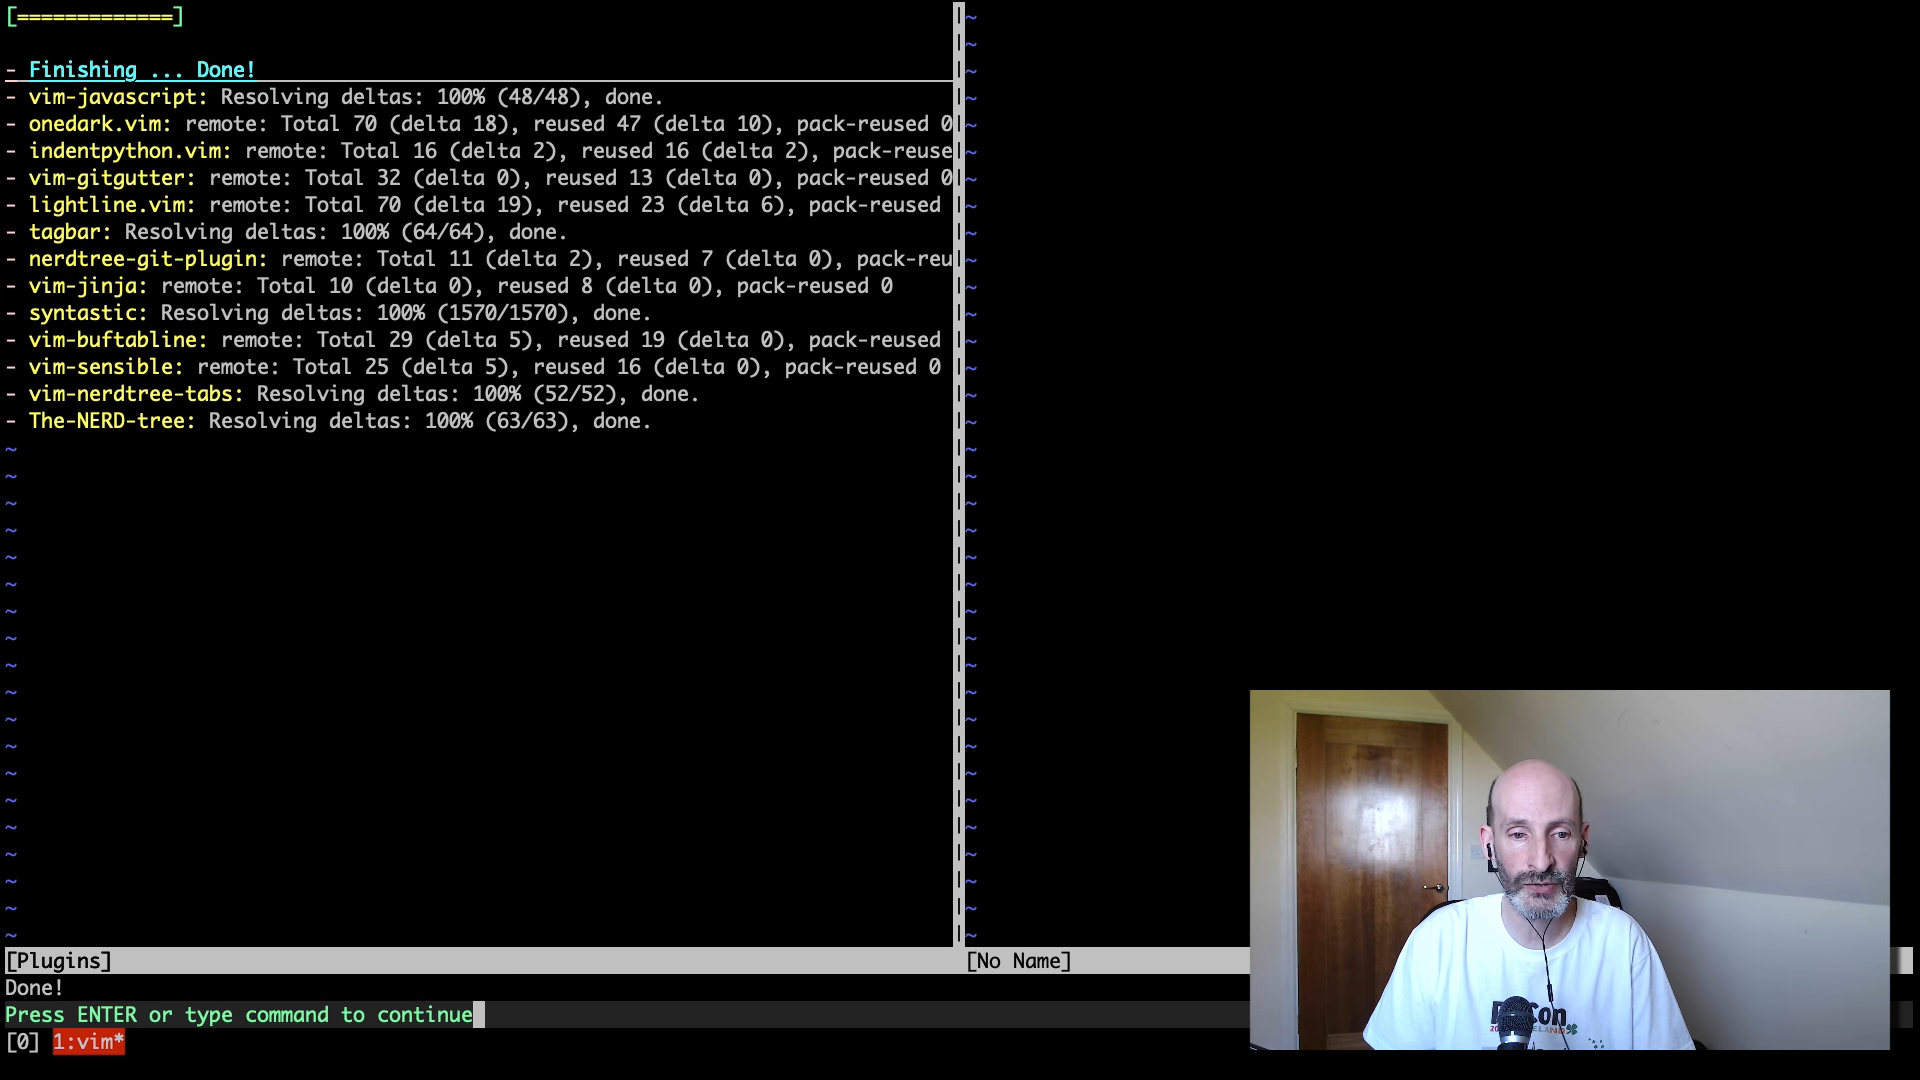 [=============]
- Finishing ... Done!
- vim-javascript: Resolving deltas: 100% (48/48), done.
- onedark.vim: remote: Total 70 (delta 18), reused 47 (delta 10), pack-reused 0
- indentpython.vim: remote: Total 16 (delta 2), reused 16 (delta 2), pack-reuse
- vim-gitgutter: remote: Total 32 (delta 0), reused 13 (delta 0), pack-reused 0
- lightline.vim: remote: Total 70 (delta 19), reused 23 (delta 6), pack-reused
- tagbar: Resolving deltas: 100% (64/64), done.
- nerdtree-git-plugin: remote: Total 11 (delta 2), reused 7 (delta 0), pack-reu
- vim-jinja: remote: Total 10 (delta 0), reused 8 (delta 0), pack-reused 0
- syntastic: Resolving deltas: 100% (1570/1570), done.
- vim-buftabline: remote: Total 29 (delta 5), reused 19 (delta 0), pack-reused
- vim-sensible: remote: Total 25 (delta 5), reused 16 (delta 0), pack-reused 0
- vim-nerdtree-tabs: Resolving deltas: 100% (52/52), done.
- The-NERD-tree: Resolving deltas: 100% (63/63), done.
[Plugins]
[No Name]
Done!
Press ENTER or type command to continue
[0] 1:vim*